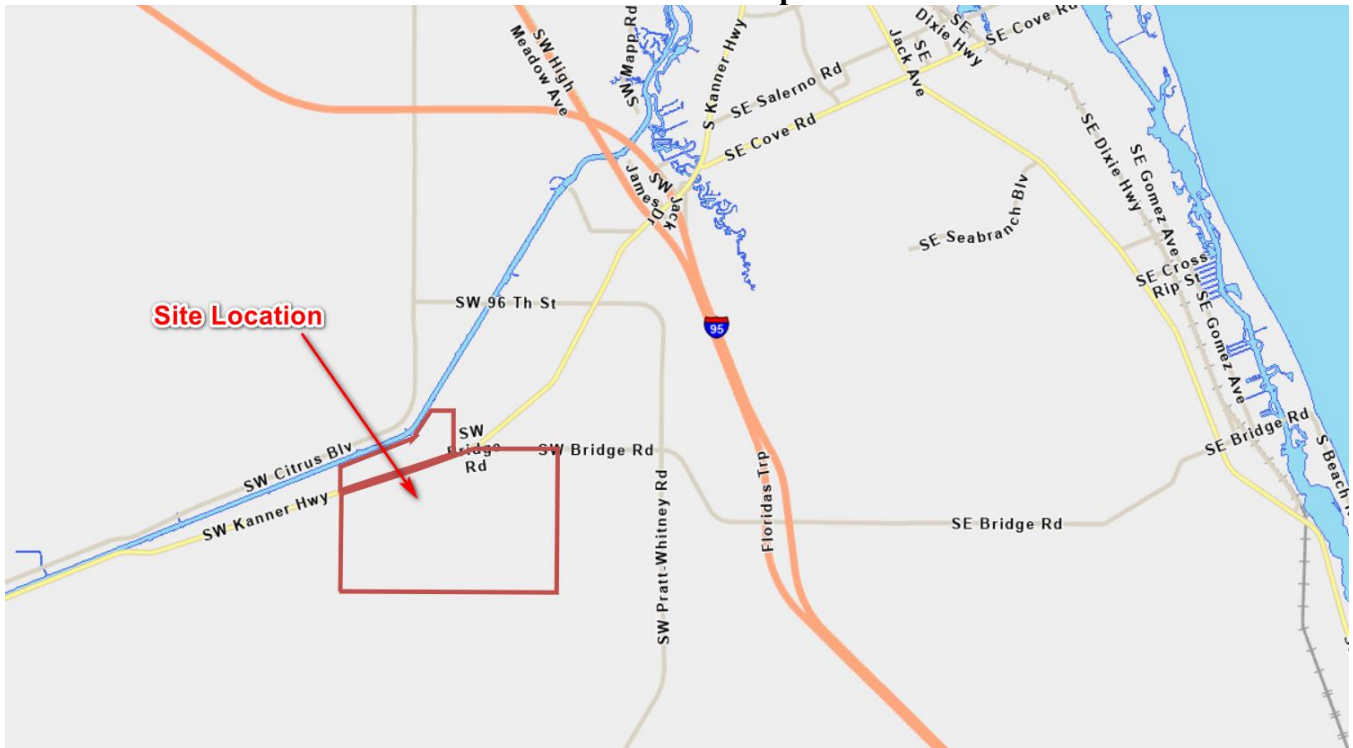 SW High
Meadow Ave
SW Mapp Rd
S Kanner Hwy
Jack Ave
SE
SE
Dixie Hwy
SE Cove Rd
SE Salerno Rd
SE Cove Rd
SE Dixie Hwy
SE Gomez Ave
SW Jack
James Dr
SE Seabranch Blv
SE Cross
Rip St
SE Gomez Ave
SW 96 Th St
Site Location
95
SW
Bridge
Rd
SW Bridge Rd
SW Citrus Blv
SW Kanner Hwy
SW Pratt-Whitney Rd
Floridas Trp
SE Bridge Rd
SE Bridge Rd
S Beach